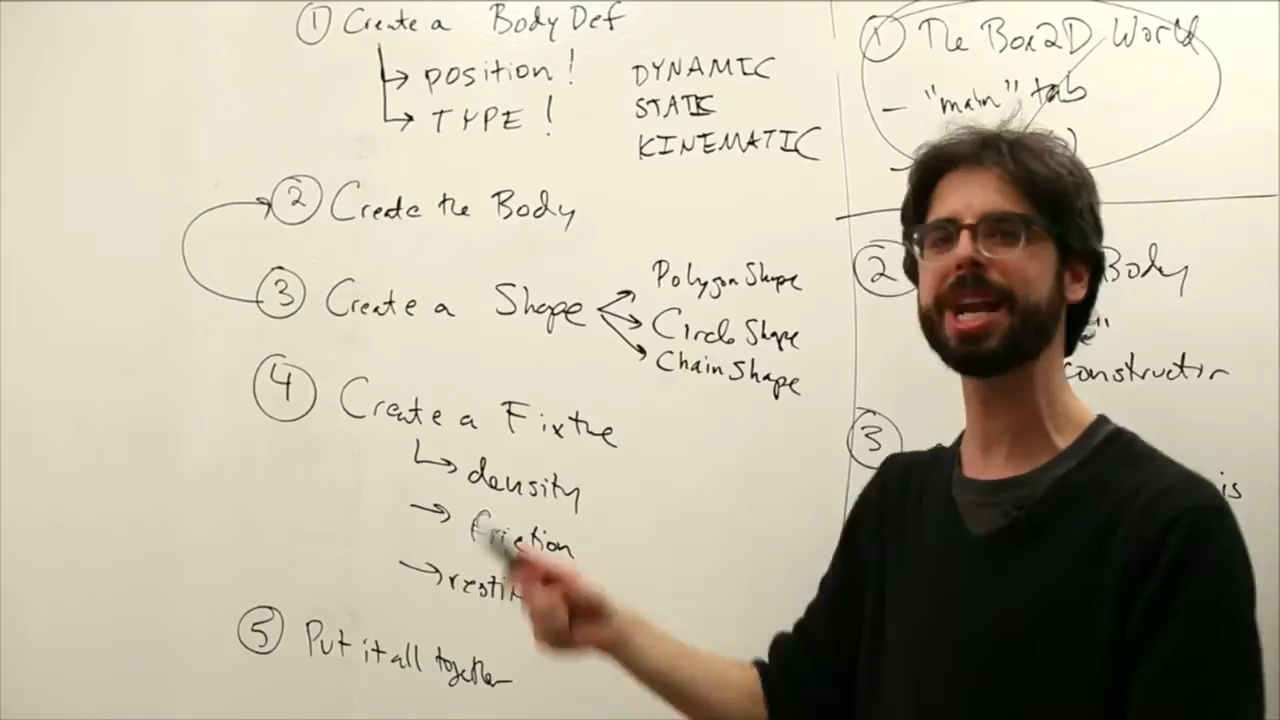 ① Create a Body Def
→ position!
→ TYPE!
DYNAMIC
STATIC
KINEMATIC
② Create the Body
③ Create a Shape
Polygon Shape
Circle Shape
Chain Shape
④ Create a Fixture
→ density
→ friction
→ resti
⑤ Put it all together
① The Box2D World
- "main" tab
② Body
constructor
③
is